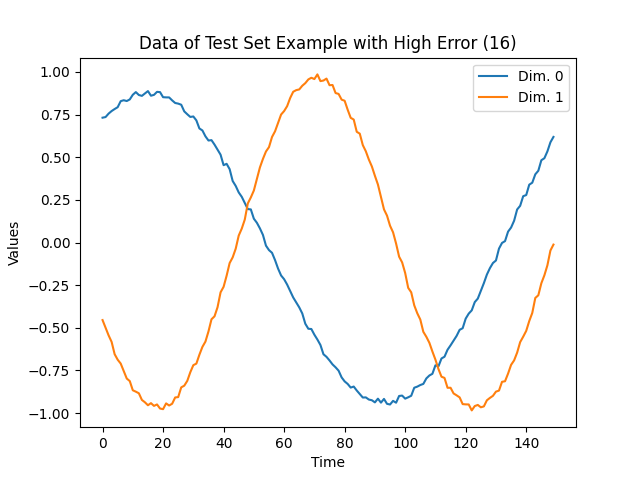 Data of Test Set Example with High Error (16)
Dim. 0
Dim. 1
Values
1.00
0.75
0.50
0.25
0.00
−0.25
−0.50
−0.75
−1.00
0 20 40 60 80 100 120 140
Time